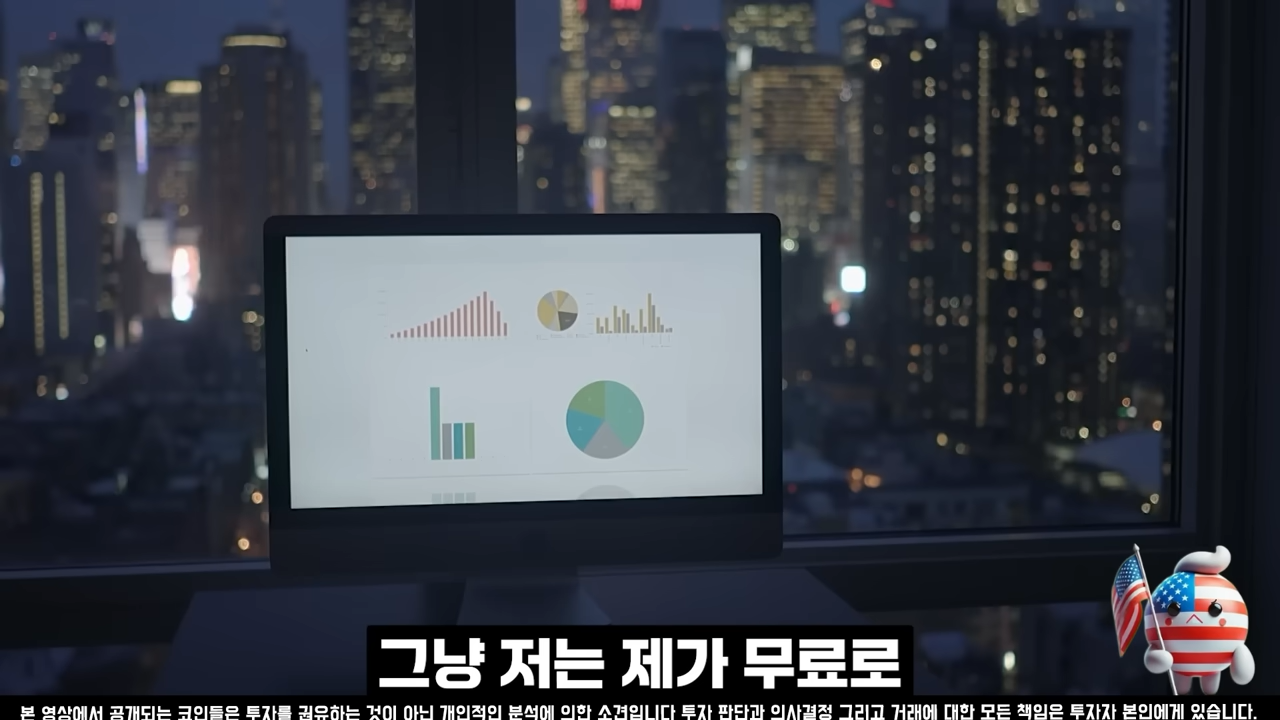 그냥 저는 제가 무료로
본 영상에서 공개되는 코인들은 투자를 권유하는 것이 아닌 개인적인 분석에 의한 소견입니다 투자 판단과 의사결정 그리고 거래에 대한 모든 책임은 투자자 본인에게 있습니다.